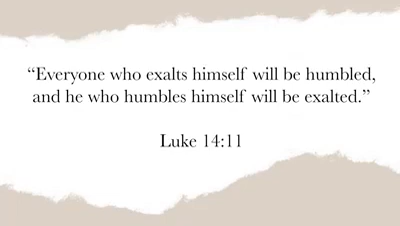 “Everyone who exalts himself will be humbled,
and he who humbles himself will be exalted.”
Luke 14:11